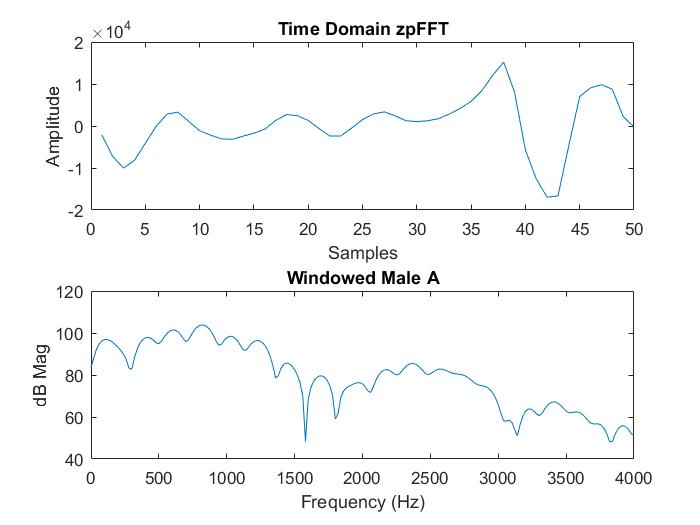 Time Domain zpFFT
×10⁴
2
1
0
-1
-2
Amplitude
0 5 10 15 20 25 30 35 40 45 50
Samples
Windowed Male A
120
100
80
60
40
dB Mag
0 500 1000 1500 2000 2500 3000 3500 4000
Frequency (Hz)